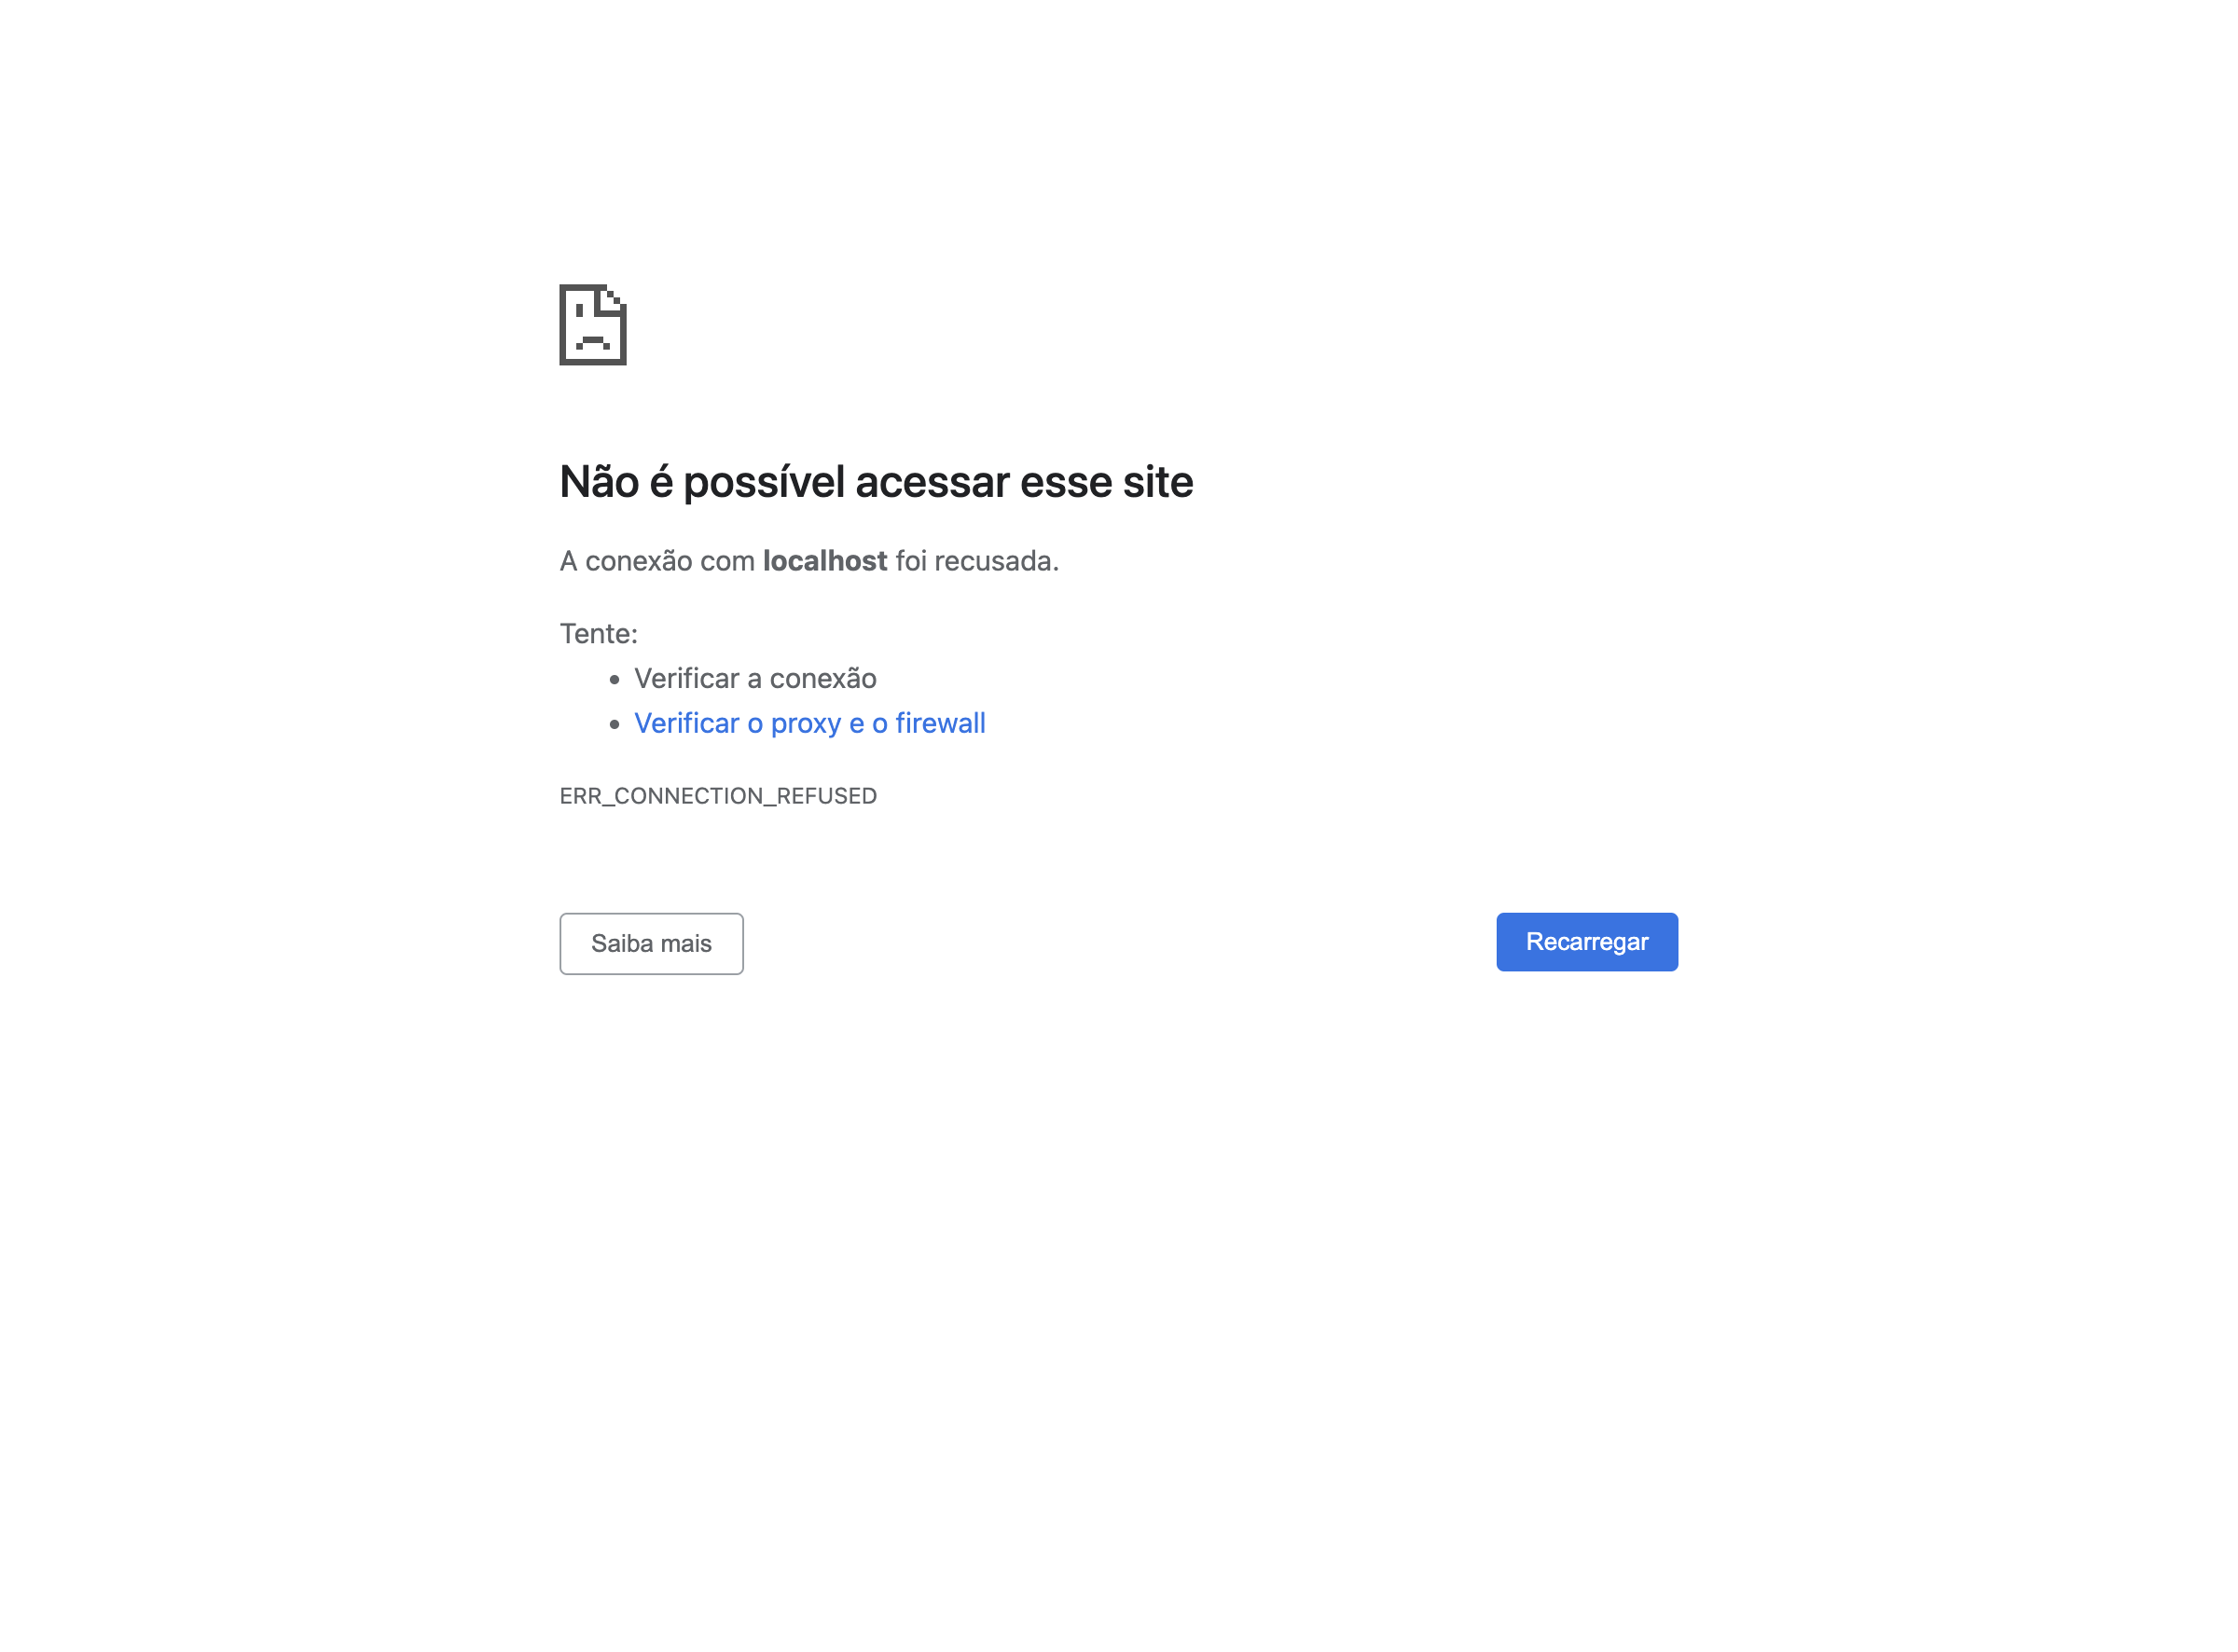 Não é possível acessar esse site
A conexão com localhost foi recusada.
Tente:
• Verificar a conexão
• Verificar o proxy e o firewall
ERR_CONNECTION_REFUSED
Saiba mais
Recarregar